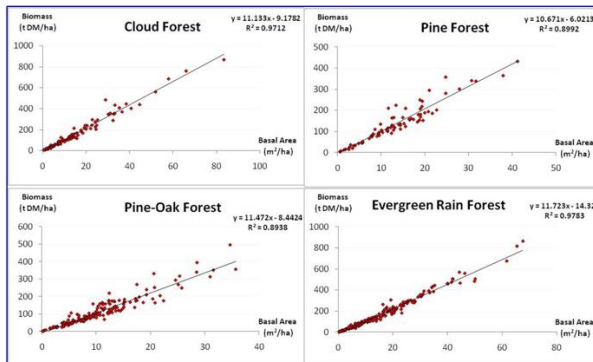 Biomass
(t DM/ha)
Cloud Forest
y = 11.133x - 9.1782
R² = 0.9712
1000
800
600
400
200
0
0 20 40 60 80 100
Basal Area
(m²/ha)
Biomass
(t DM/ha)
Pine Forest
y = 10.671x - 6.0213
R² = 0.8992
500
400
300
200
100
0
0 10 20 30 40 50
Basal Area
(m²/ha)
Biomass
(t DM/ha)
Pine-Oak Forest
y = 11.472x - 8.4424
R² = 0.8938
600
500
400
300
200
100
0
0 10 20 30 40
Basal Area
(m²/ha)
Biomass
(t DM/ha)
Evergreen Rain Forest
y = 11.723x - 14.32
R² = 0.9783
1000
800
600
400
200
0
0 20 40 60 80
Basal Area
(m²/ha)